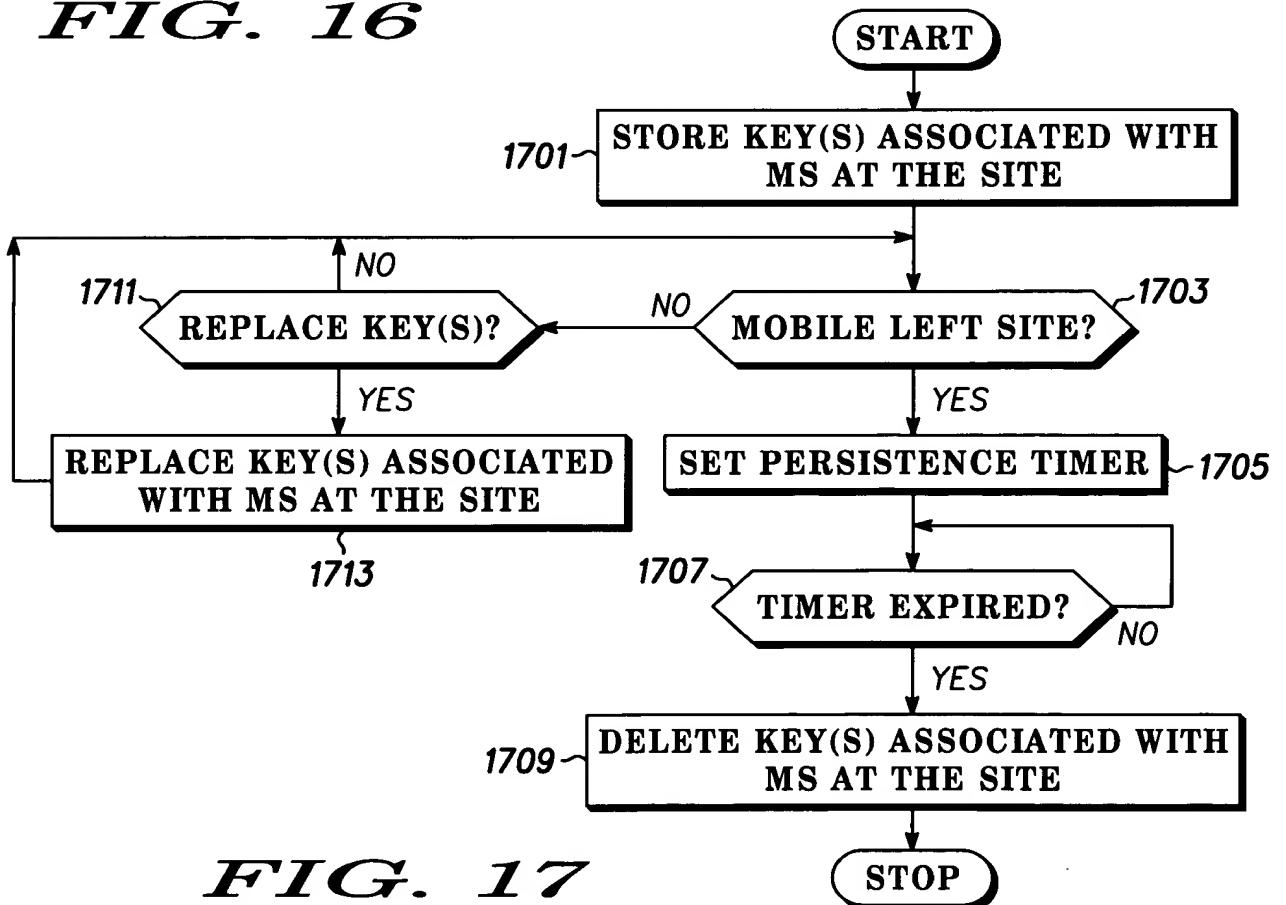 FIG. 16
START
1701
STORE KEY(S) ASSOCIATED WITH
MS AT THE SITE
NO
1711
REPLACE KEY(S)?
NO
1703
MOBILE LEFT SITE?
YES
YES
REPLACE KEY(S) ASSOCIATED
WITH MS AT THE SITE
1713
SET PERSISTENCE TIMER
1705
1707
TIMER EXPIRED?
NO
YES
1709
DELETE KEY(S) ASSOCIATED WITH
MS AT THE SITE
STOP
FIG. 17